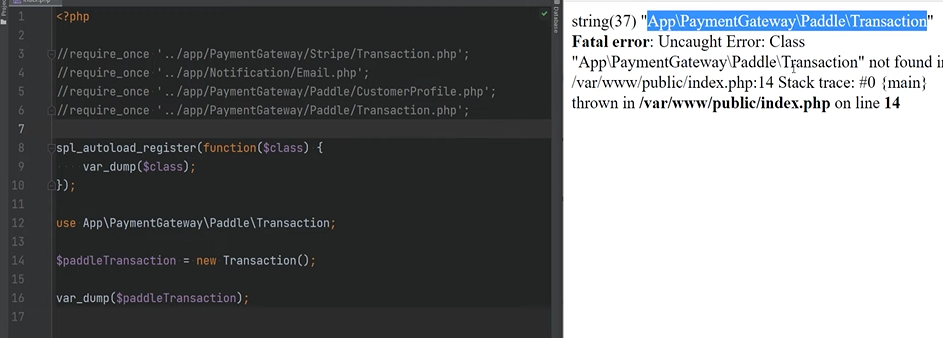 <?php
//require_once '../app/PaymentGateway/Stripe/Transaction.php';
//require_once '../app/Notification/Email.php';
//require_once '../app/PaymentGateway/Paddle/CustomerProfile.php';
//require_once '../app/PaymentGateway/Paddle/Transaction.php';
spl_autoload_register(function($class) {
var_dump($class);
});
use App\PaymentGateway\Paddle\Transaction;
$paddleTransaction = new Transaction();
var_dump($paddleTransaction);
1
2
3
4
5
6
7
8
9
10
11
12
13
14
15
16
17
string(37) "App\PaymentGateway\Paddle\Transaction"
Fatal error: Uncaught Error: Class
"App\PaymentGateway\Paddle\Transaction" not found in
/var/www/public/index.php:14 Stack trace: #0 {main}
thrown in /var/www/public/index.php on line 14
Database